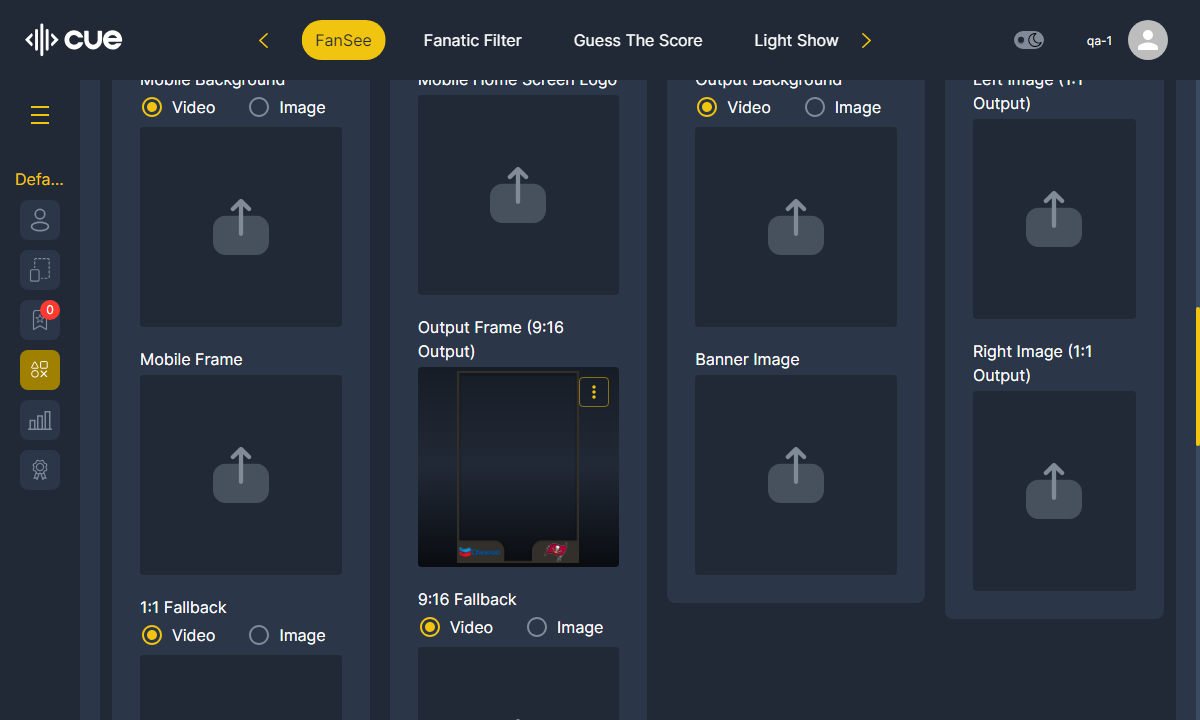 cue
FanSee
Fanatic Filter
Guess The Score
Light Show
qa-1
Defa...
0
Mobile Background
Video
Image
Mobile Frame
1:1 Fallback
Video
Image
Mobile Home Screen Logo
Output Frame (9:16
Output)
9:16 Fallback
Video
Image
Output Background
Video
Image
Banner Image
Left Image (1:1
Output)
Right Image (1:1
Output)